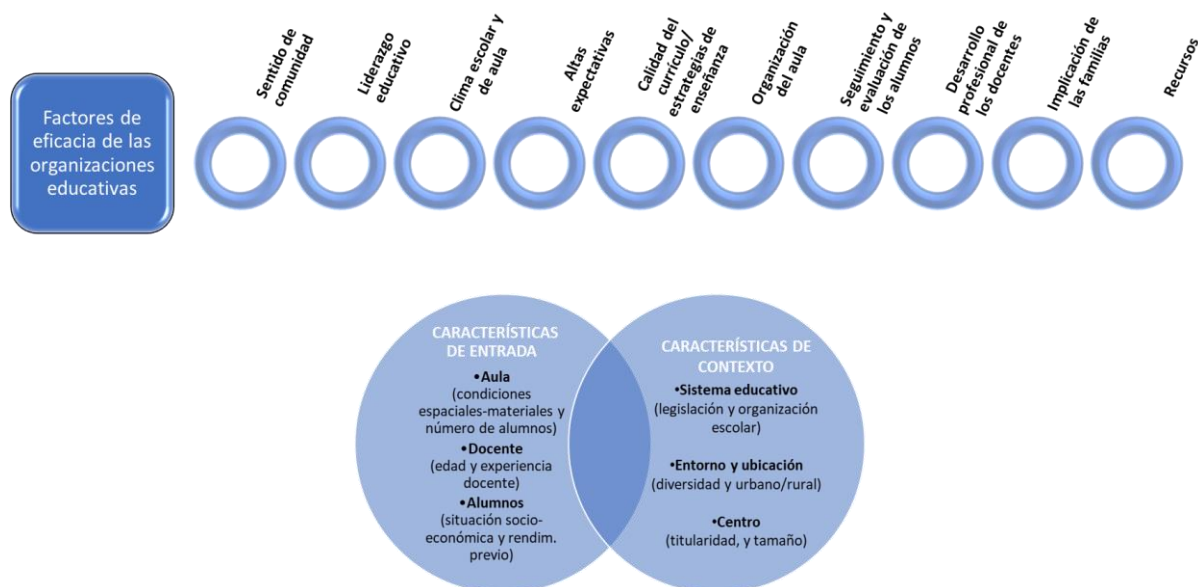 Factores de
eficacia de las
organizaciones
educativas
Sentido de
comunidad
Liderazgo
educativo
Clima escolar y
de aula
Altas
expectativas
Calidad del
currículo/
estrategias de
enseñanza
Organización
del aula
Seguimiento y
evaluación de
los alumnos
Desarrollo
profesional de
los docentes
Implicación de
las familias
Recursos
CARACTERÍSTICAS
DE ENTRADA
•Aula
(condiciones
espaciales-materiales y
número de alumnos)
•Docente
(edad y experiencia
docente)
•Alumnos
(situación socio-
económica y rendim.
previo)
CARACTERÍSTICAS DE
CONTEXTO
•Sistema educativo
(legislación y organización
escolar)
•Entorno y ubicación
(diversidad y urbano/rural)
•Centro
(titularidad, y tamaño)